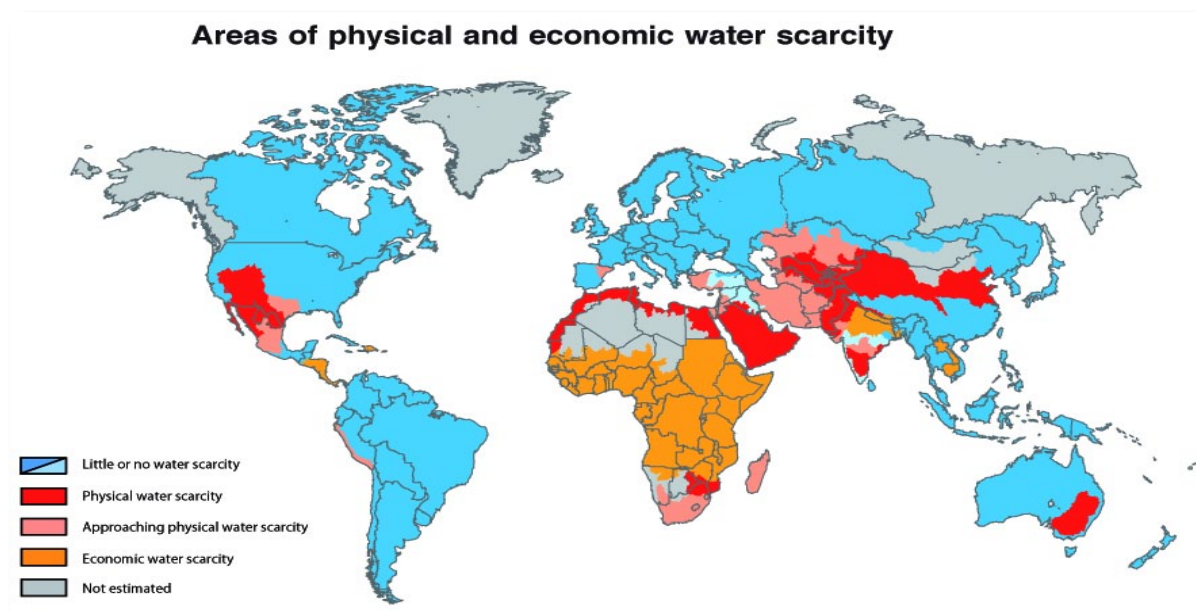 Areas of physical and economic water scarcity
Little or no water scarcity
Physical water scarcity
Approaching physical water scarcity
Economic water scarcity
Not estimated